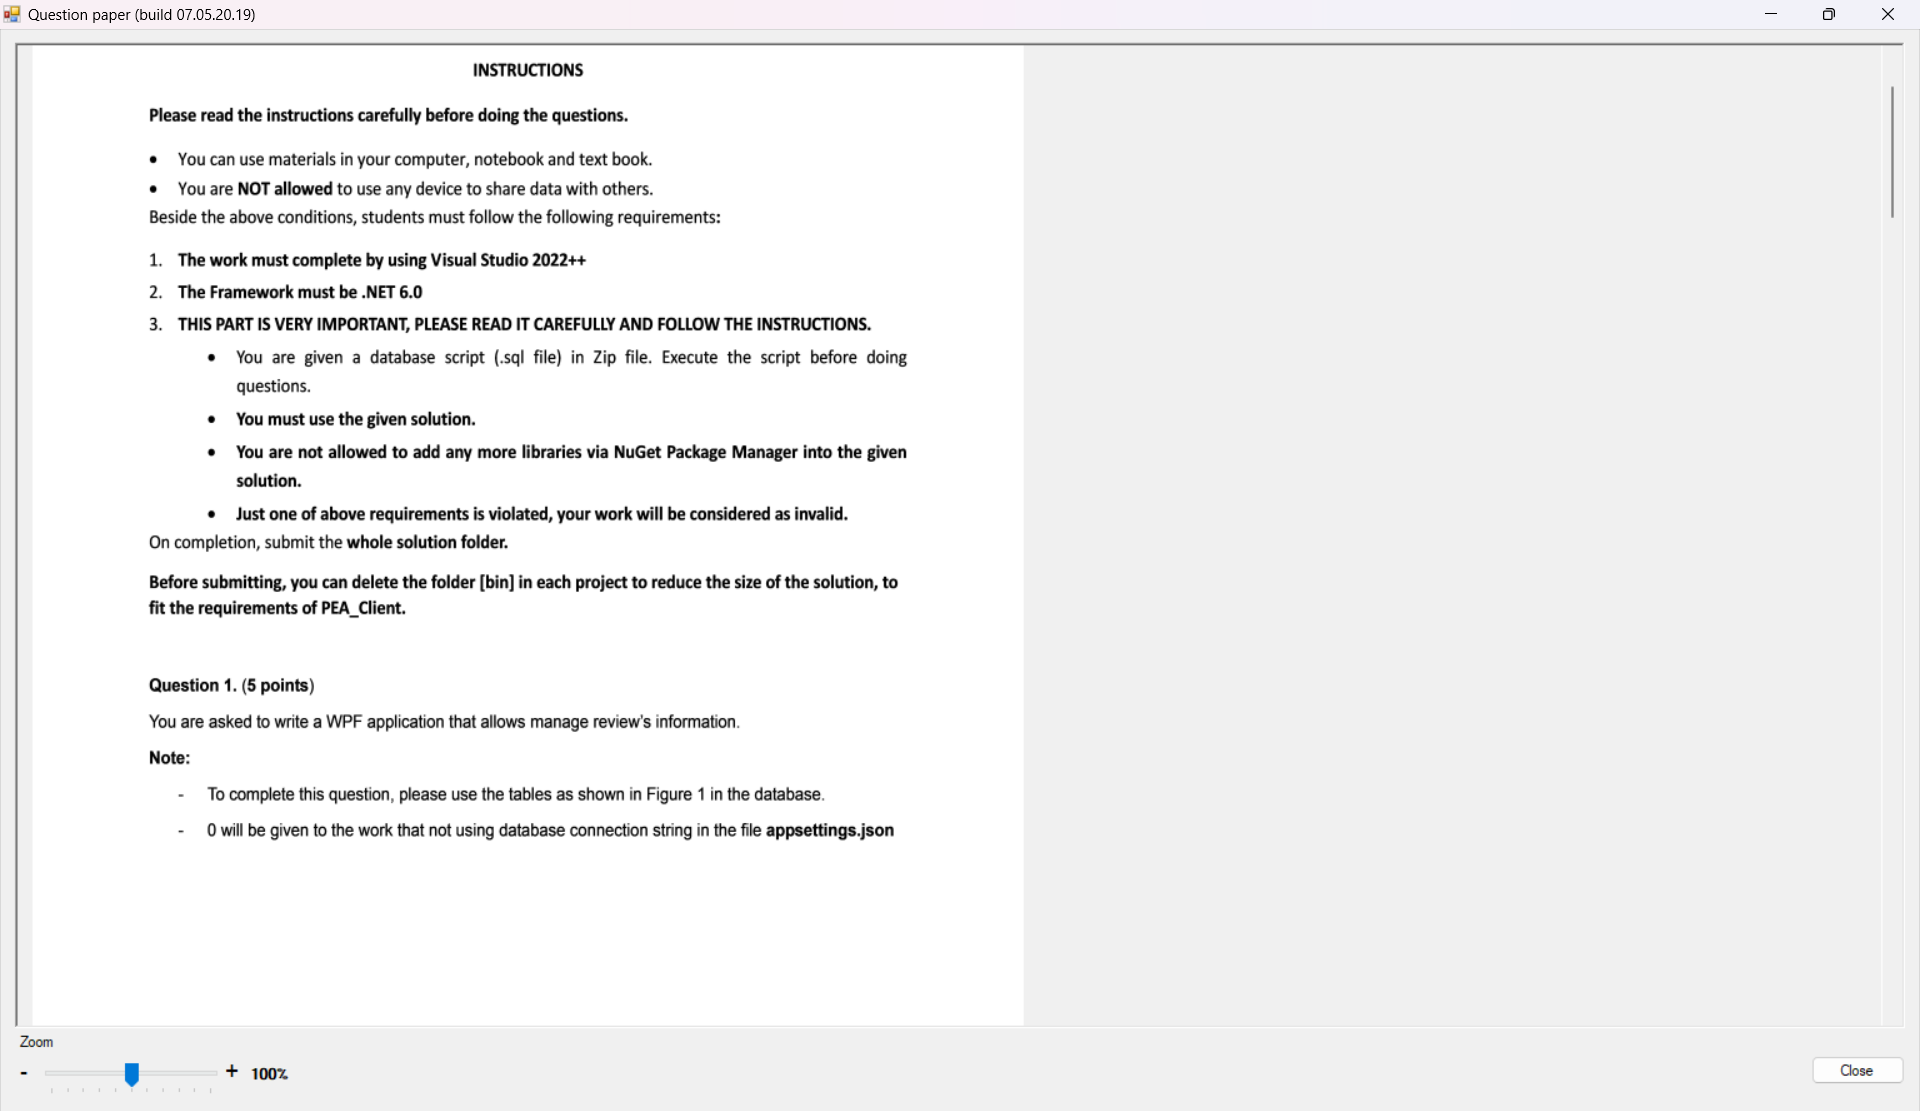 Question paper (build 07.05.20.19)
INSTRUCTIONS
Please read the instructions carefully before doing the questions.
• You can use materials in your computer, notebook and text book.
• You are NOT allowed to use any device to share data with others.
Beside the above conditions, students must follow the following requirements:
1. The work must complete by using Visual Studio 2022++
2. The Framework must be .NET 6.0
3. THIS PART IS VERY IMPORTANT, PLEASE READ IT CAREFULLY AND FOLLOW THE INSTRUCTIONS.
• You are given a database script (.sql file) in Zip file. Execute the script before doing
questions.
• You must use the given solution.
• You are not allowed to add any more libraries via NuGet Package Manager into the given
solution.
• Just one of above requirements is violated, your work will be considered as invalid.
On completion, submit the whole solution folder.
Before submitting, you can delete the folder [bin] in each project to reduce the size of the solution, to
fit the requirements of PEA_Client.
Question 1. (5 points)
You are asked to write a WPF application that allows manage review's information.
Note:
- To complete this question, please use the tables as shown in Figure 1 in the database.
- 0 will be given to the work that not using database connection string in the file appsettings.json
Zoom
- + 100%
Close